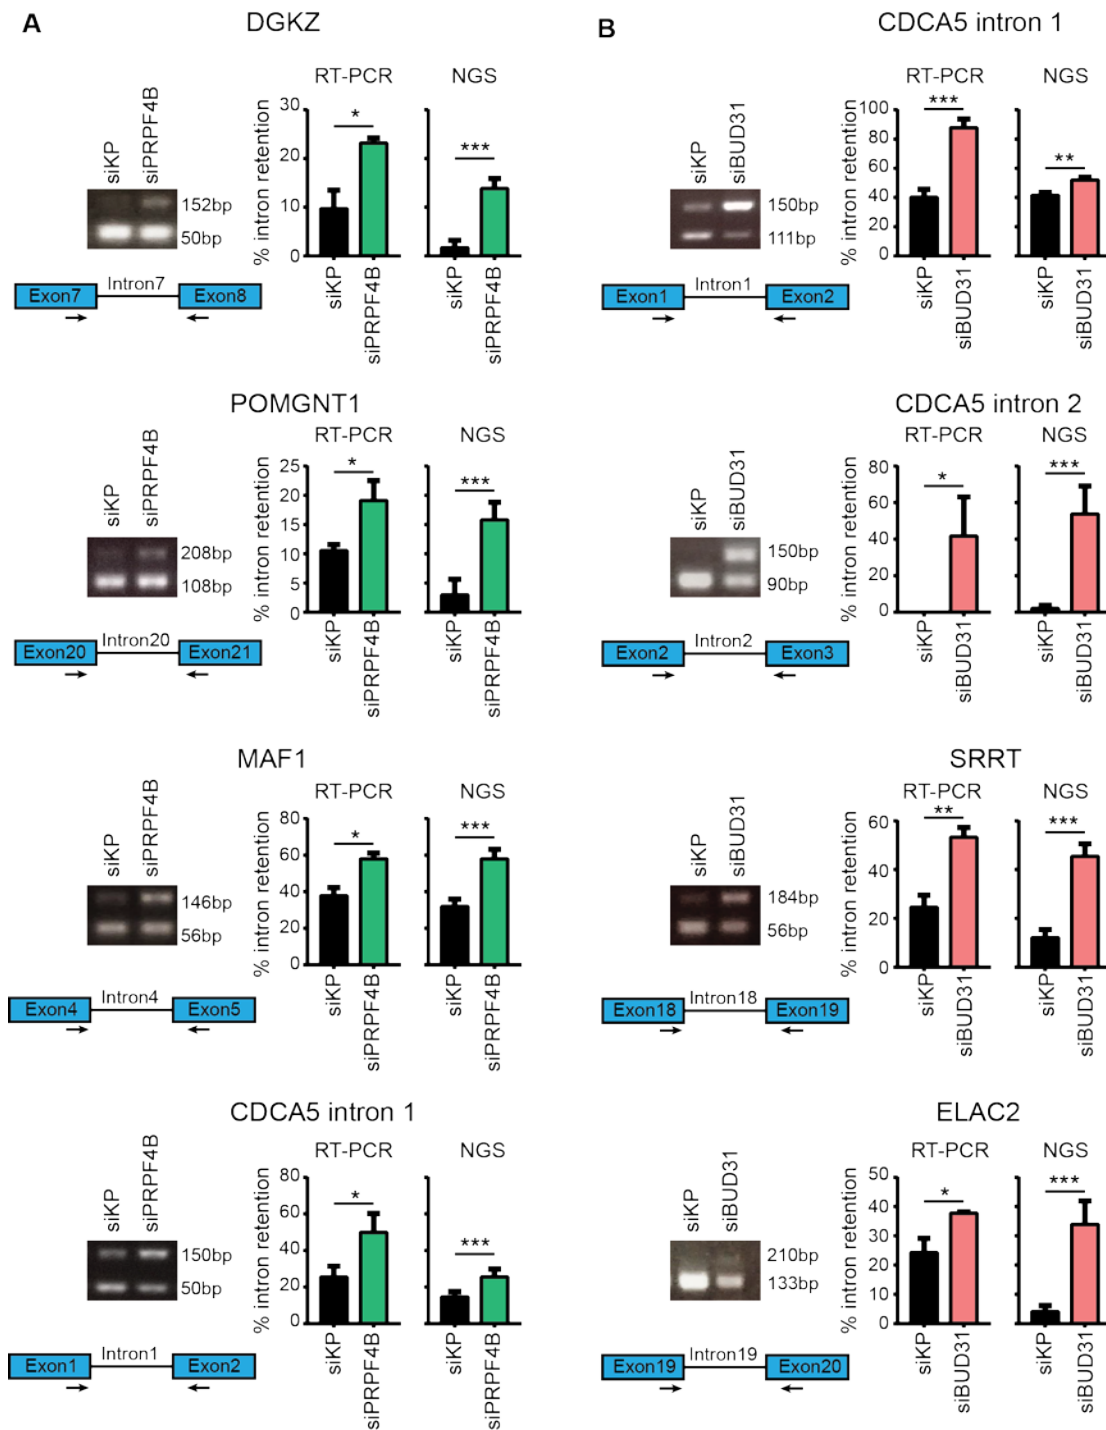 A
DGKZ
RT-PCR
NGS
siKP
siPRPF4B
152bp
50bp
% intron retention
30
20
10
0
*
***
siKP
siPRPF4B
siKP
siPRPF4B
Exon7
Intron7
Exon8
POMGNT1
RT-PCR
NGS
siKP
siPRPF4B
208bp
108bp
% intron retention
25
20
15
10
5
0
*
***
siKP
siPRPF4B
siKP
siPRPF4B
Exon20
Intron20
Exon21
MAF1
RT-PCR
NGS
siKP
siPRPF4B
146bp
56bp
% intron retention
80
60
40
20
0
*
***
siKP
siPRPF4B
siKP
siPRPF4B
Exon4
Intron4
Exon5
CDCA5 intron 1
RT-PCR
NGS
siKP
siPRPF4B
150bp
50bp
% intron retention
80
60
40
20
0
*
***
siKP
siPRPF4B
siKP
siPRPF4B
Exon1
Intron1
Exon2
B
CDCA5 intron 1
RT-PCR
NGS
siKP
siBUD31
150bp
111bp
% intron retention
100
80
60
40
20
0
***
**
siKP
siBUD31
siKP
siBUD31
Exon1
Intron1
Exon2
CDCA5 intron 2
RT-PCR
NGS
siKP
siBUD31
150bp
90bp
% intron retention
80
60
40
20
0
*
***
siKP
siBUD31
siKP
siBUD31
Exon2
Intron2
Exon3
SRRT
RT-PCR
NGS
siKP
siBUD31
184bp
56bp
% intron retention
60
40
20
0
**
***
siKP
siBUD31
siKP
siBUD31
Exon18
Intron18
Exon19
ELAC2
RT-PCR
NGS
siKP
siBUD31
210bp
133bp
% intron retention
50
40
30
20
10
0
*
***
siKP
siBUD31
siKP
siBUD31
Exon19
Intron19
Exon20